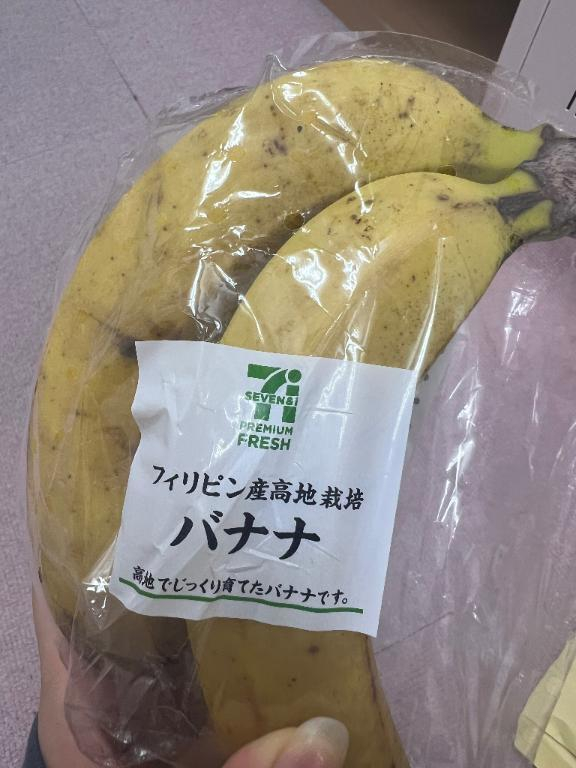 7i
SEVEN&i
PREMIUM
FRESH
フィリピン産高地栽培
バナナ
高地でじっくり育てたバナナです。